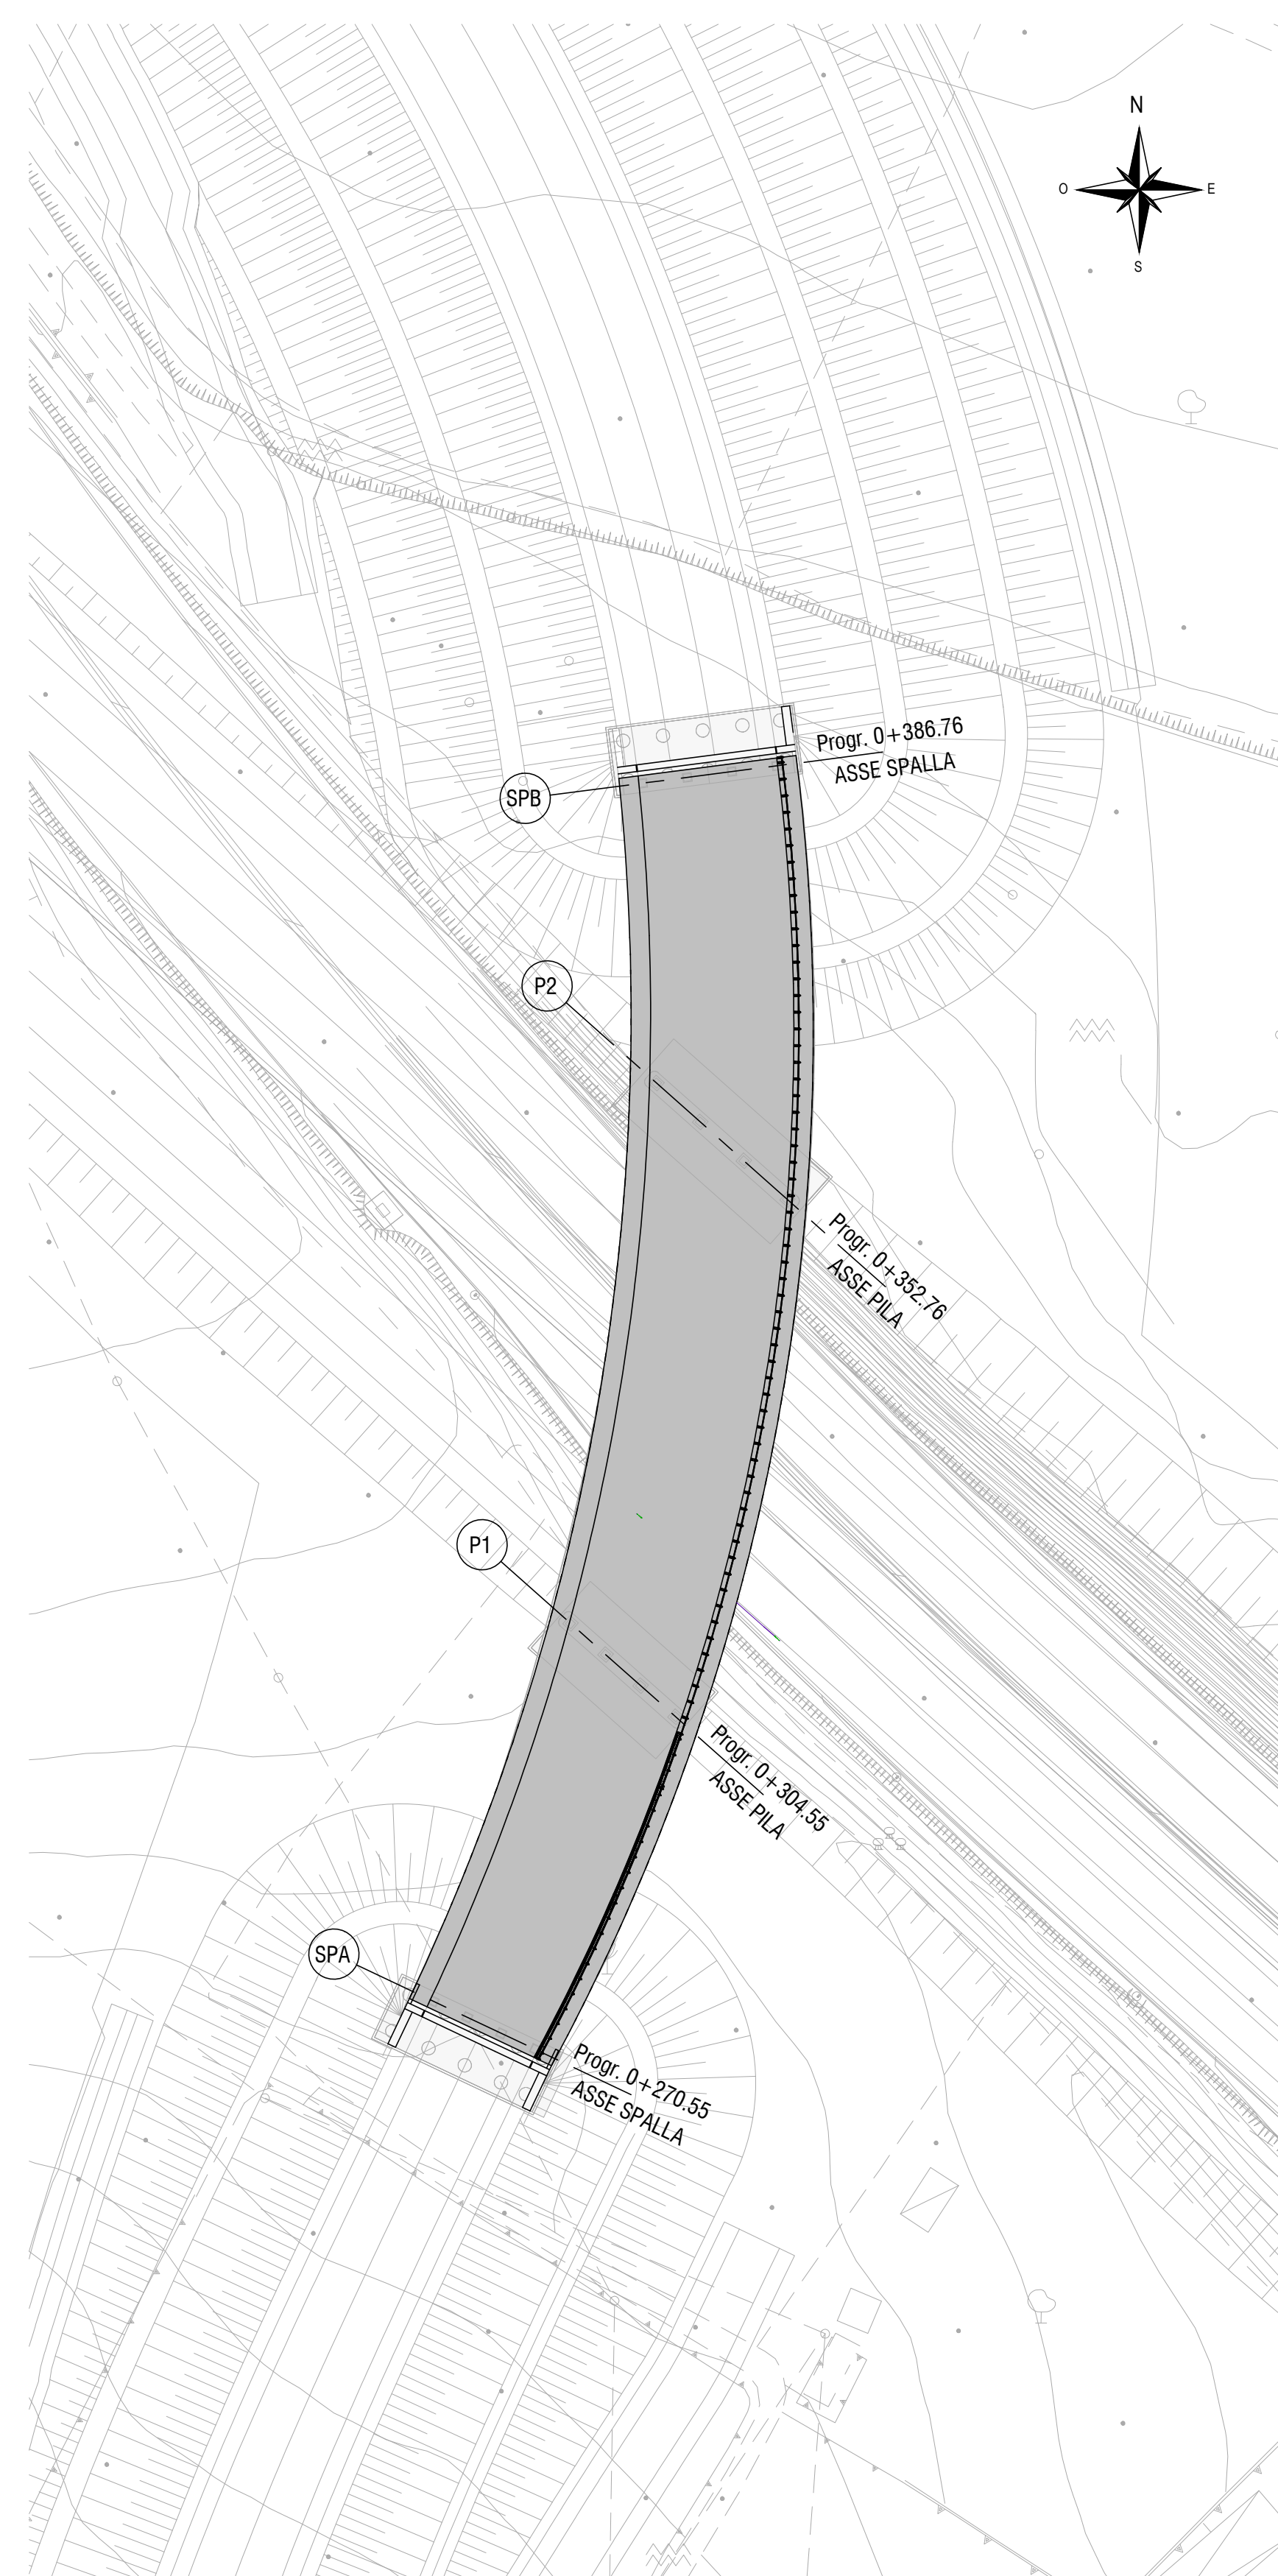 N
O
E
S
Progr. 0+386.76
ASSE SPALLA
SPB
P2
Progr. 0+352.76
ASSE PILA
P1
Progr. 0+304.55
ASSE PILA
SPA
Progr. 0+270.55
ASSE SPALLA